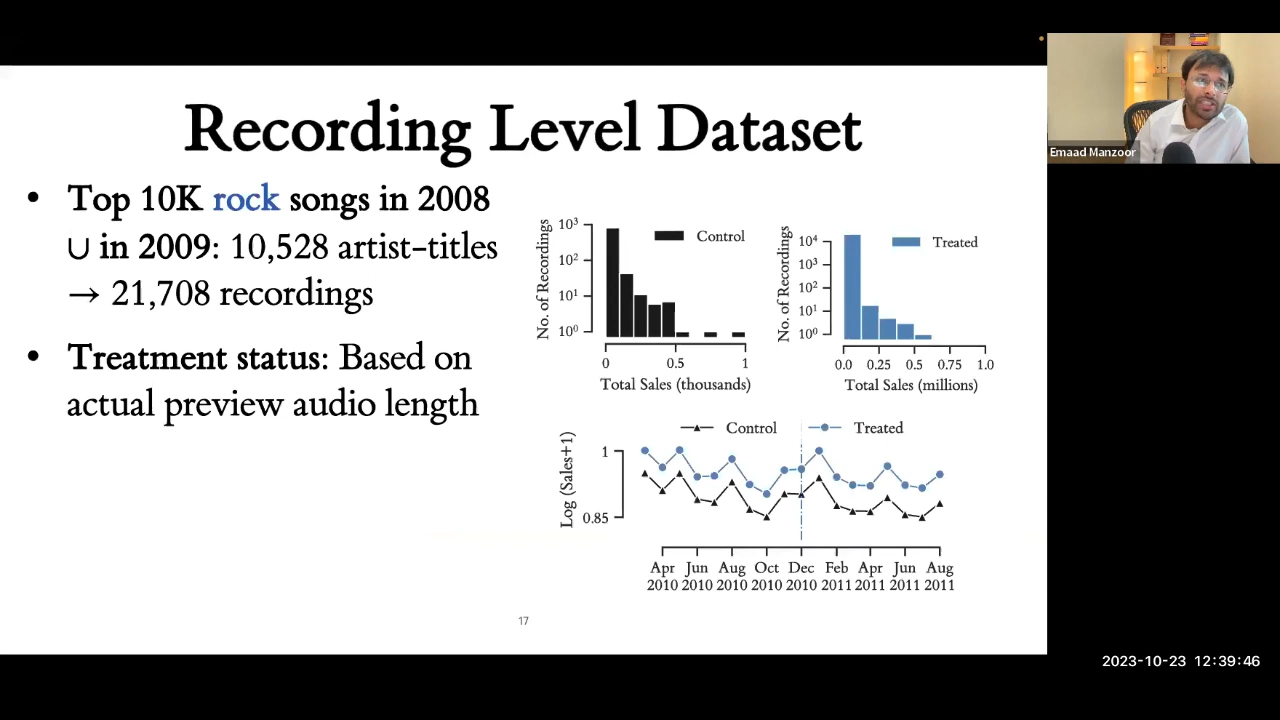 Recording Level Dataset
• Top 10K rock songs in 2008
∪ in 2009: 10,528 artist-titles
→ 21,708 recordings
• Treatment status: Based on
actual preview audio length
No. of Recordings
10³
10²
10¹
10⁰
Control
0 0.5 1
Total Sales (thousands)
No. of Recordings
10⁴
10³
10²
10¹
10⁰
Treated
0.0 0.25 0.5 0.75 1.0
Total Sales (millions)
Control Treated
Log (Sales+1)
1
0.85
Apr Jun Aug Oct Dec Feb Apr Jun Aug
2010 2010 2010 2010 2010 2011 2011 2011 2011
17
Emaad Manzoor
2023-10-23 12:39:46